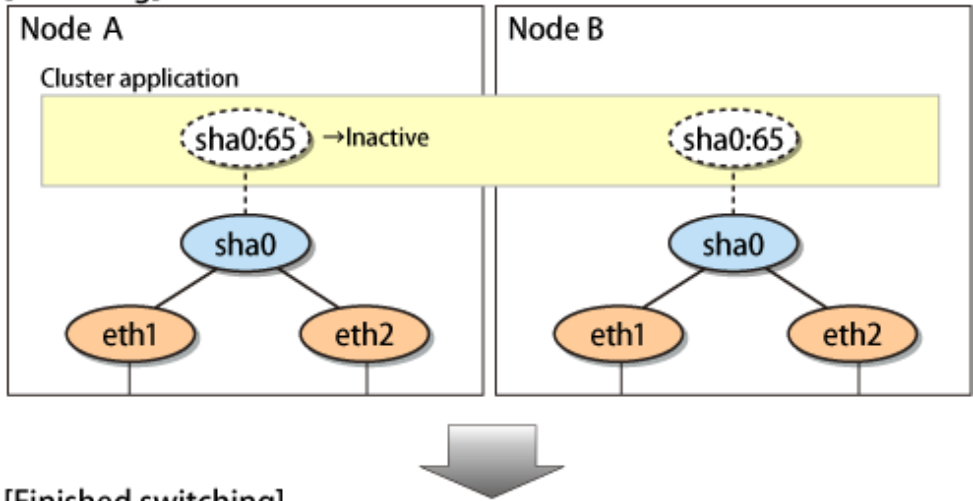 Node A
Node B
Cluster application
sha0:65 →Inactive
sha0:65
sha0
sha0
eth1
eth2
eth1
eth2
[Finished switching]